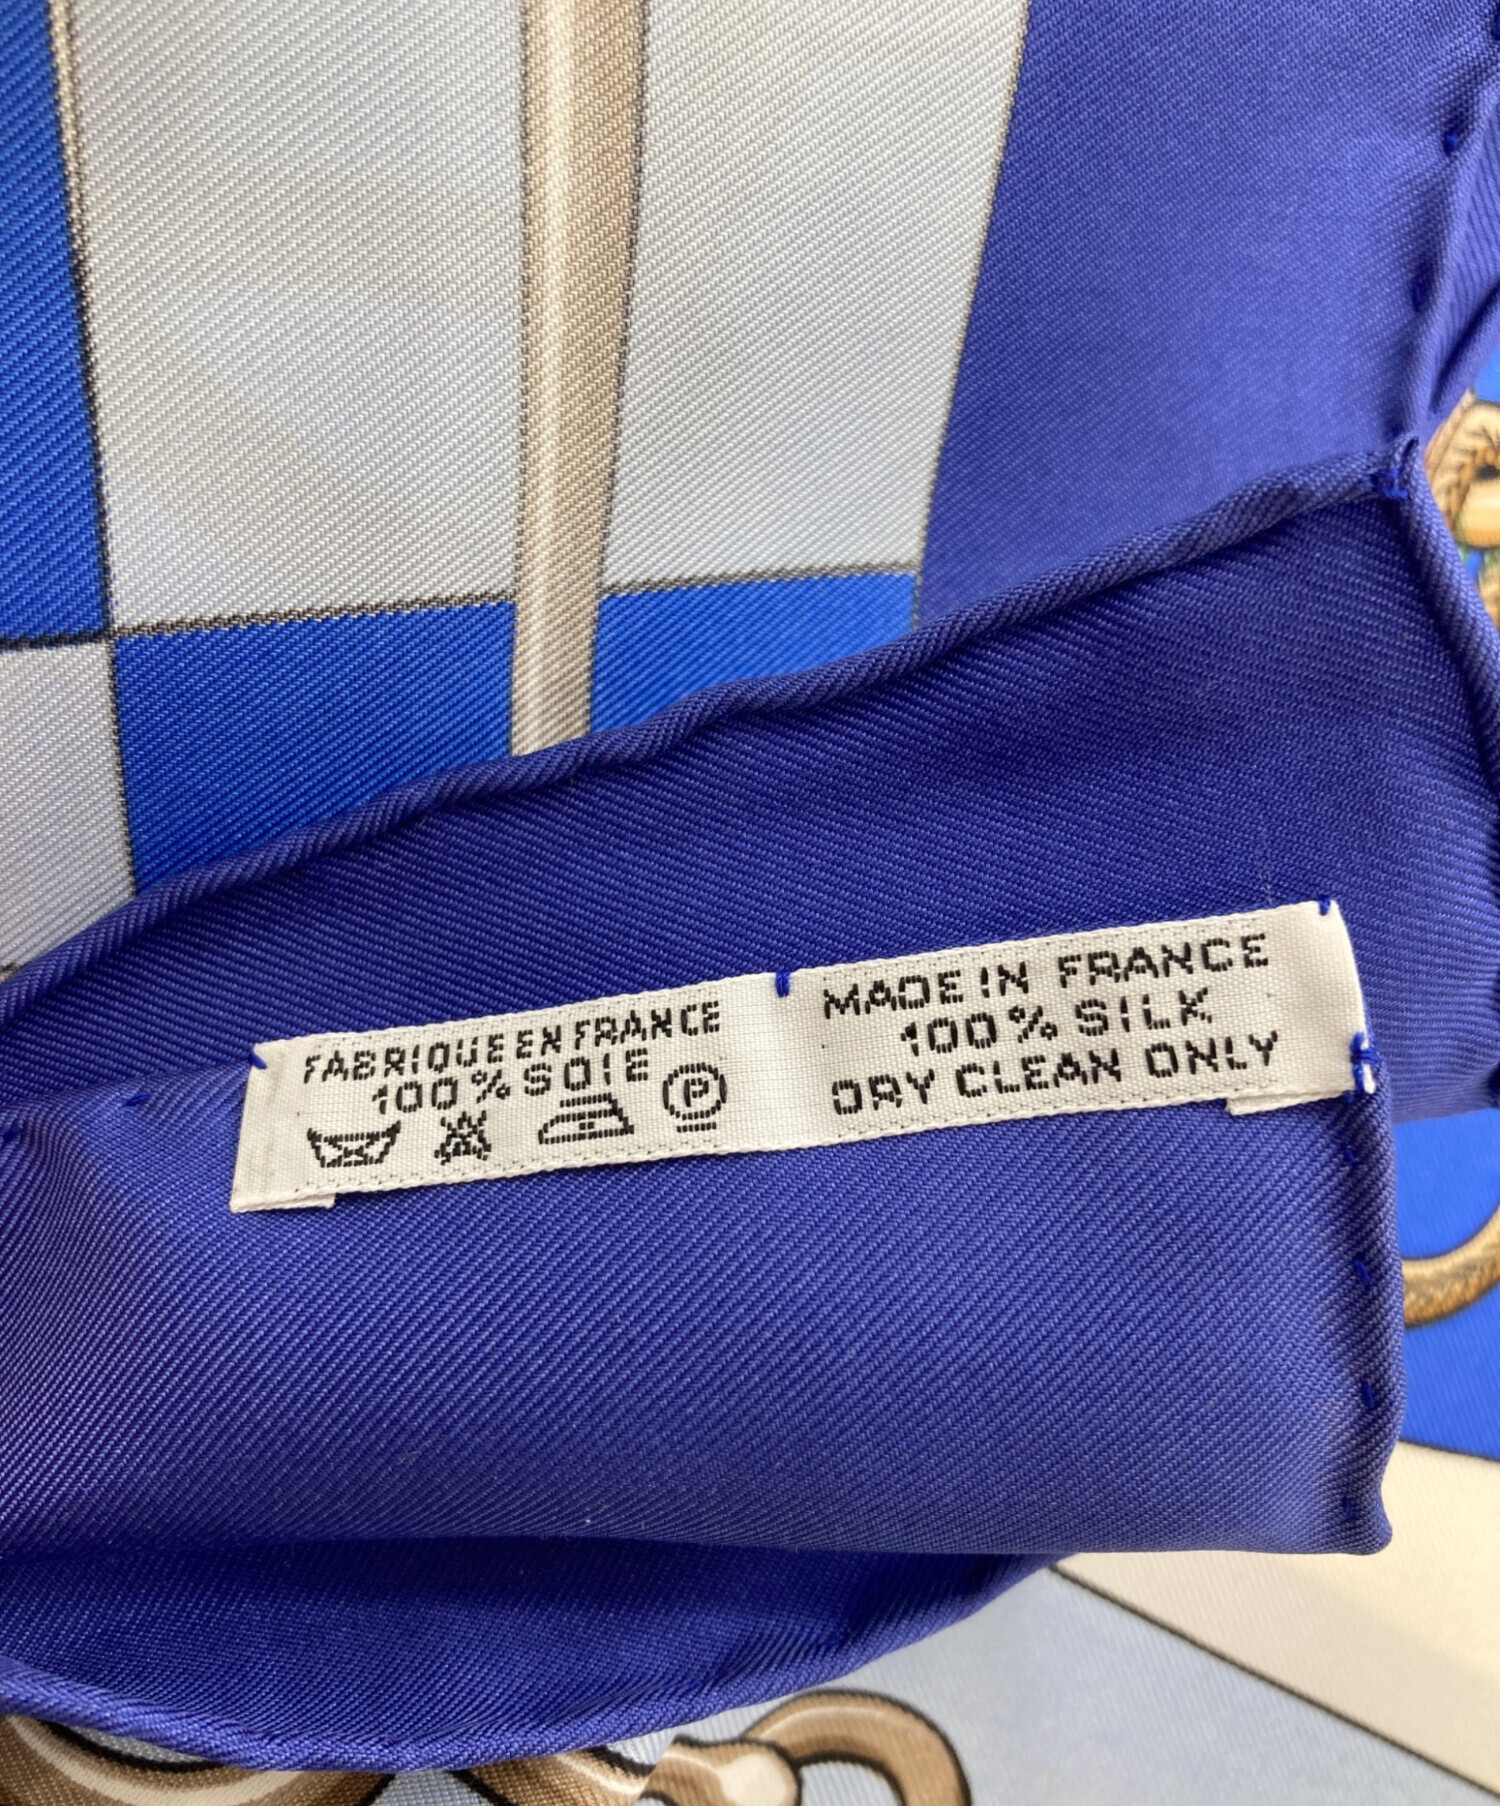 FABRIQUE EN FRANCE
100% SOIE
P
MADE IN FRANCE
100% SILK
DRY CLEAN ONLY